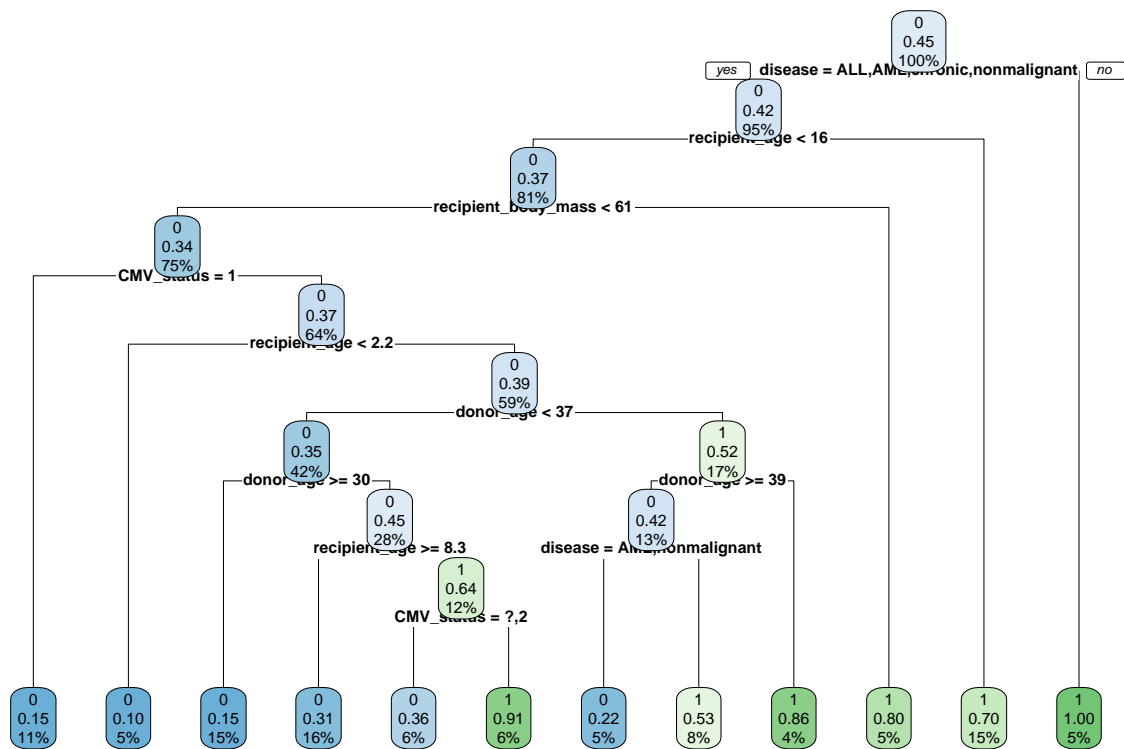 0
0.45
100%
yes disease = ALL,AML,chronic,nonmalignant no
0
0.42
95%
recipient_age < 16
0
0.37
81%
recipient_body_mass < 61
0
0.34
75%
CMV_status = 1
0
0.37
64%
recipient_age < 2.2
0
0.39
59%
donor_age < 37
0
0.35
42%
1
0.52
17%
donor_age >= 30
donor_age >= 39
0
0.45
28%
0
0.42
13%
recipient_age >= 8.3
disease = AML,nonmalignant
1
0.64
12%
CMV_status = ?,2
0 0 0 0 0 1 0 1 1 1 1 1
0.15 0.10 0.15 0.31 0.36 0.91 0.22 0.53 0.86 0.80 0.70 1.00
11% 5% 15% 16% 6% 6% 5% 8% 4% 5% 15% 5%